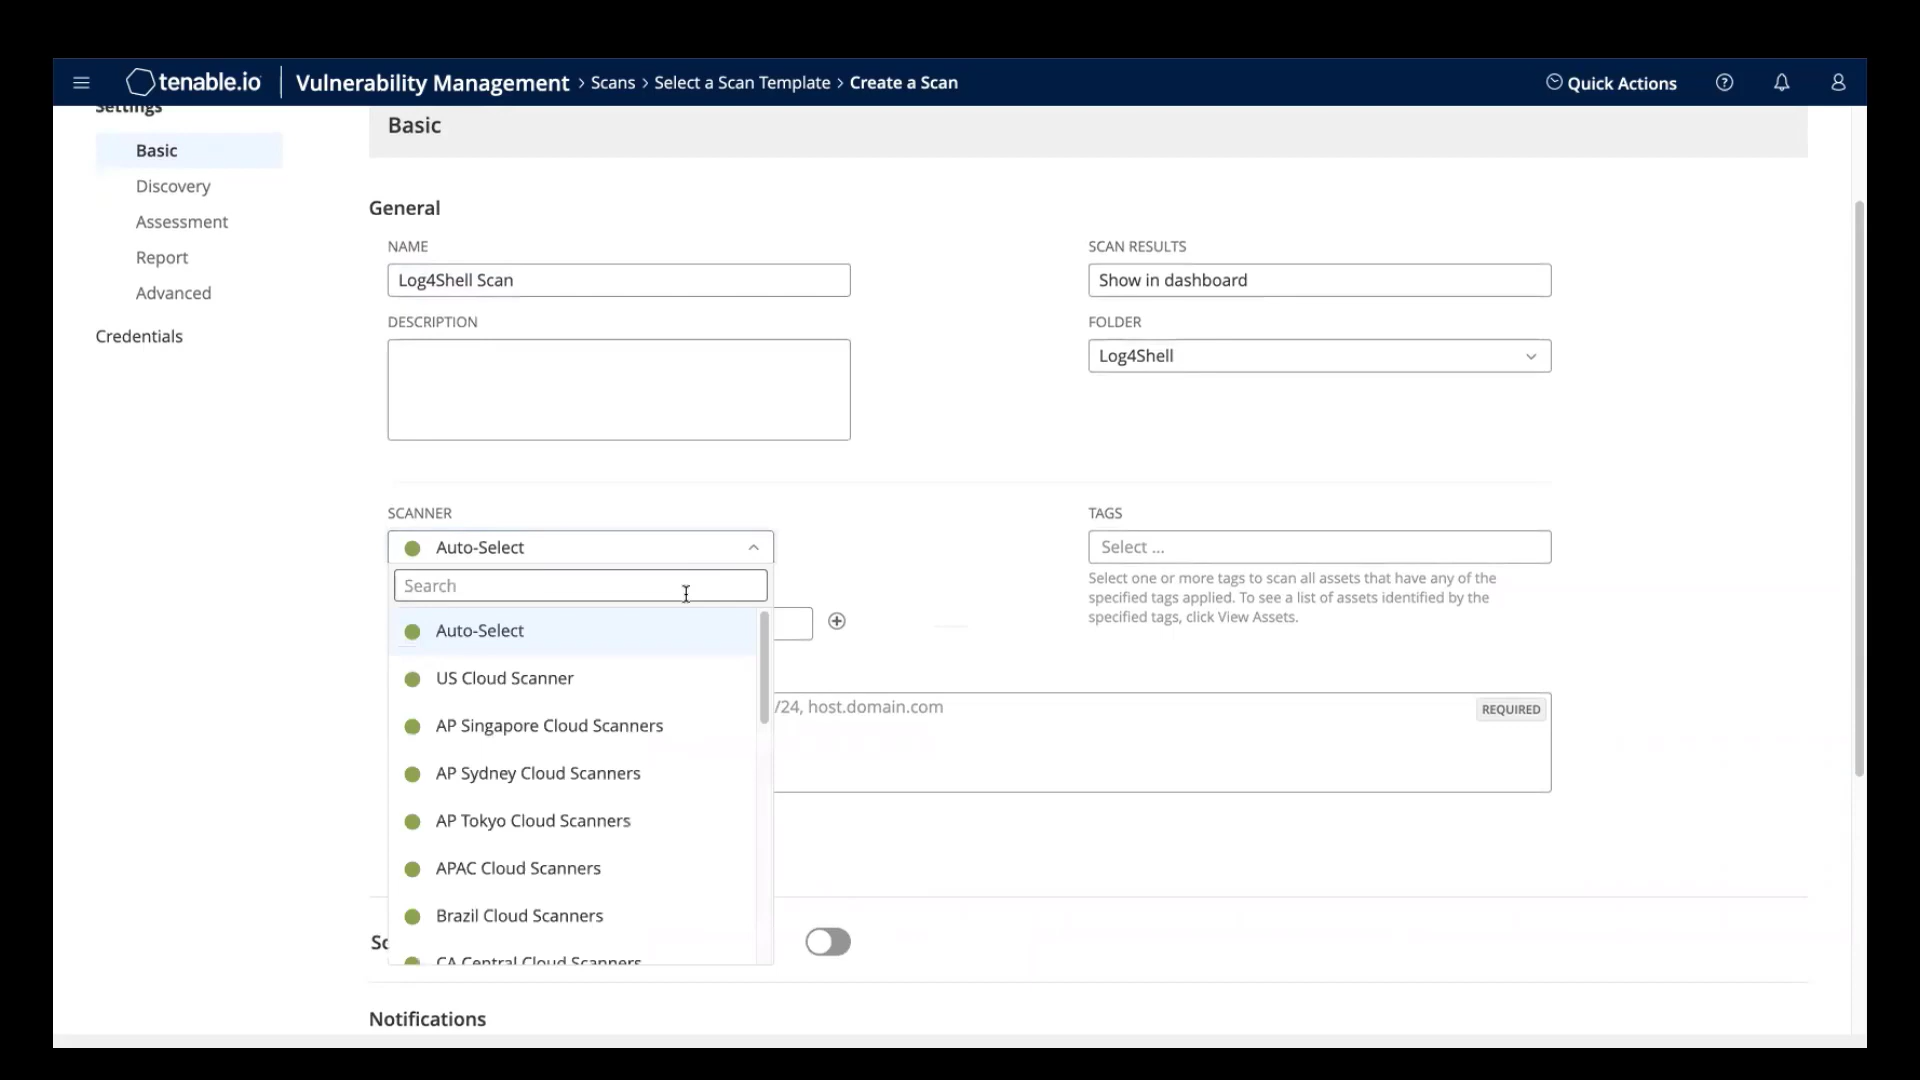 tenable.io
Vulnerability Management > Scans > Select a Scan Template > Create a Scan
Quick Actions
Settings
Basic
Discovery
Assessment
Report
Advanced
Credentials
Basic
General
NAME
Log4Shell Scan
DESCRIPTION
SCAN RESULTS
Show in dashboard
FOLDER
Log4Shell
SCANNER
Auto-Select
Search
Auto-Select
US Cloud Scanner
AP Singapore Cloud Scanners
AP Sydney Cloud Scanners
AP Tokyo Cloud Scanners
APAC Cloud Scanners
Brazil Cloud Scanners
CA Central Cloud Scanners
TAGS
Select ...
Select one or more tags to scan all assets that have any of the
specified tags applied. To see a list of assets identified by the
specified tags, click View Assets.
/24, host.domain.com
REQUIRED
Notifications